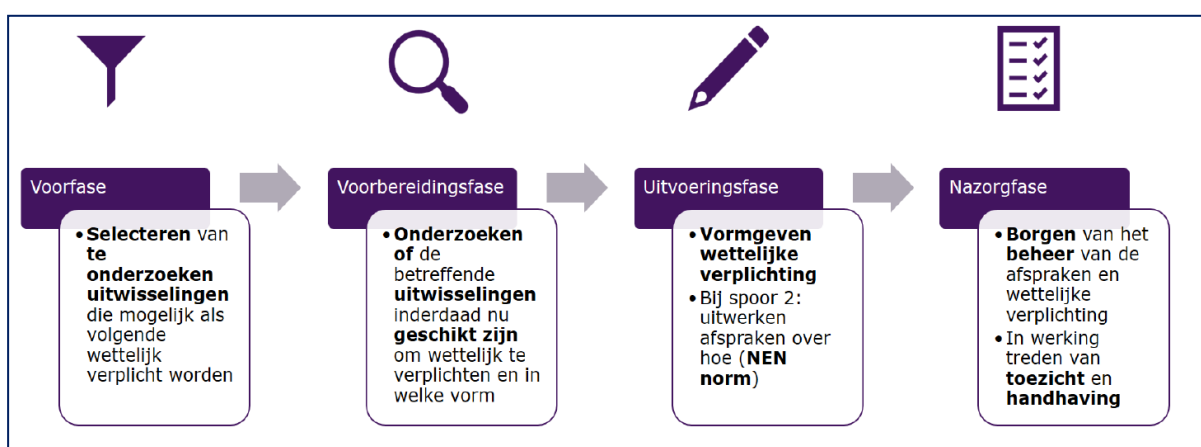 Voorfase
• Selecteren van
te
onderzoeken
uitwisselingen
die mogelijk als
volgende
wettelijk
verplicht worden
Voorbereidingsfase
• Onderzoeken
of de
betreffende
uitwisselingen
inderdaad nu
geschikt zijn
om wettelijk te
verplichten en in
welke vorm
Uitvoeringsfase
• Vormgeven
wettelijke
verplichting
• Bij spoor 2:
uitwerken
afspraken over
hoe (NEN
norm)
Nazorgfase
• Borgen van het
beheer van de
afspraken en
wettelijke
verplichting
• In werking
treden van
toezicht en
handhaving